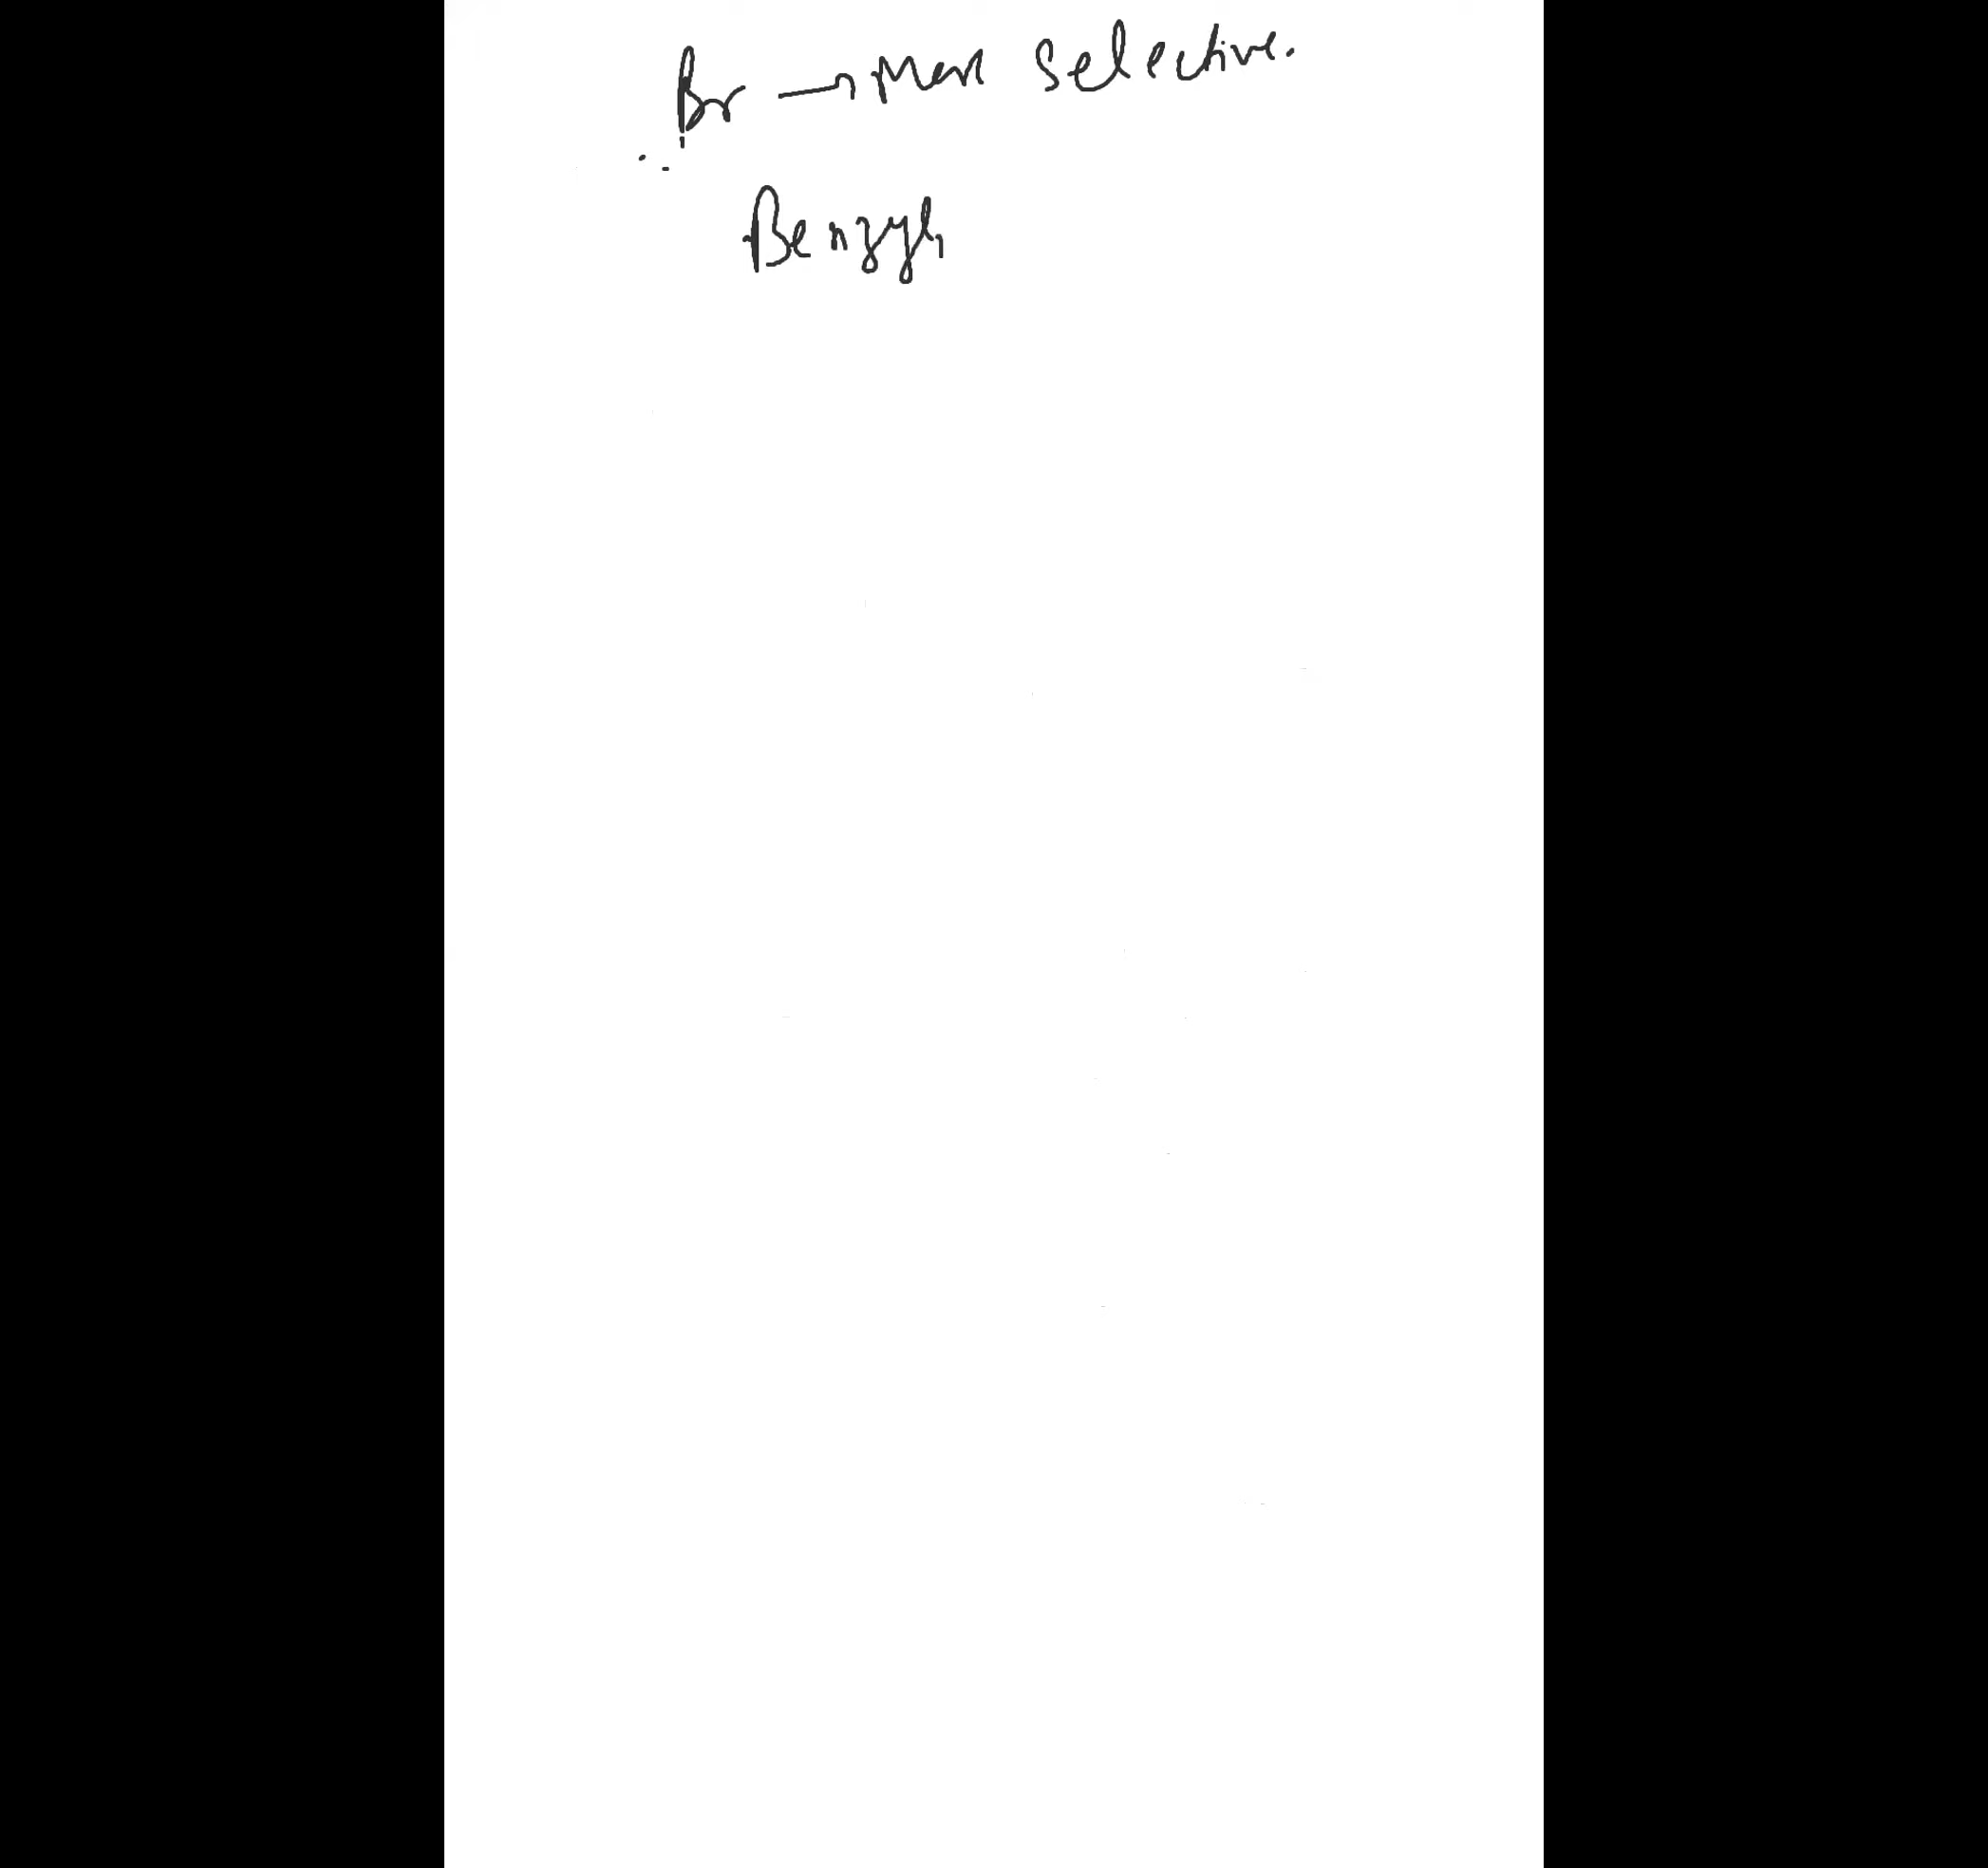 Br → More selective.
∴ Benzyl